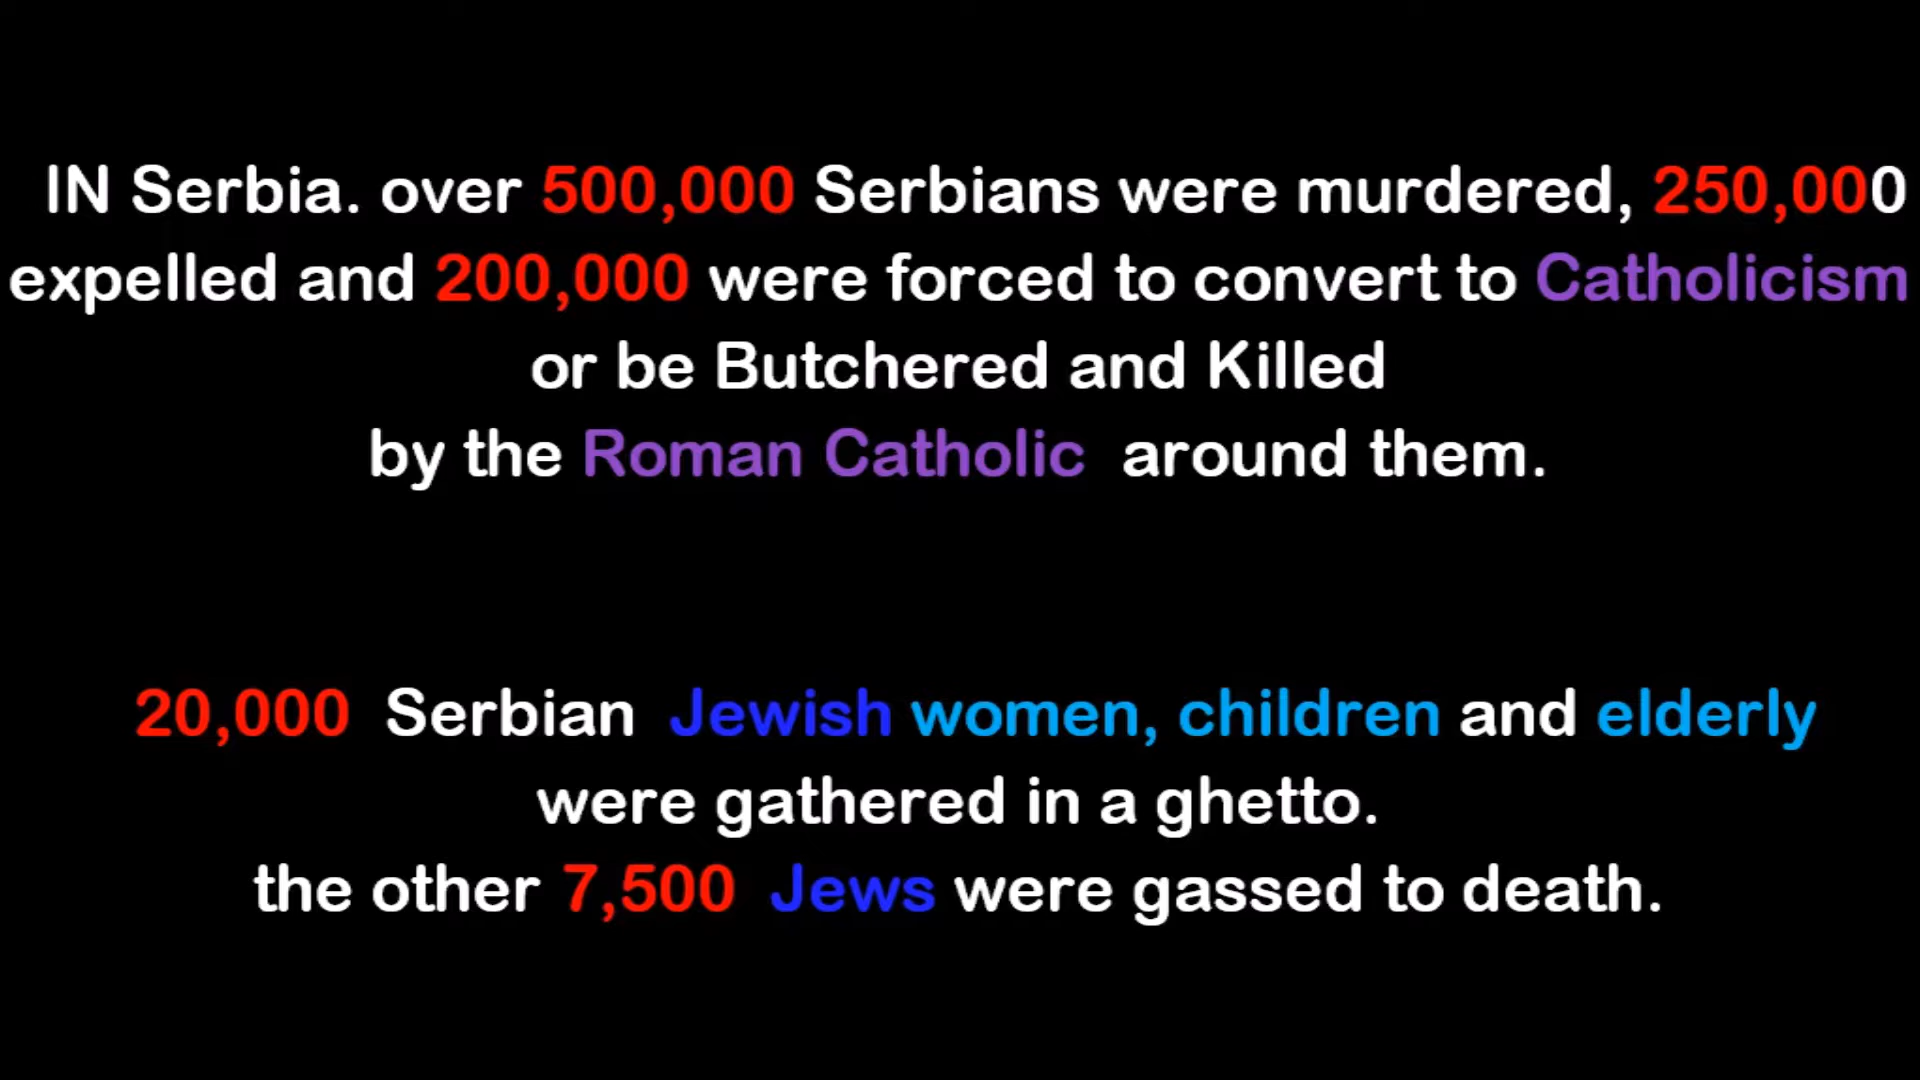 IN Serbia. over 500,000 Serbians were murdered, 250,000
expelled and 200,000 were forced to convert to Catholicism
or be Butchered and Killed
by the Roman Catholic around them.
20,000 Serbian Jewish women, children and elderly
were gathered in a ghetto.
the other 7,500 Jews were gassed to death.